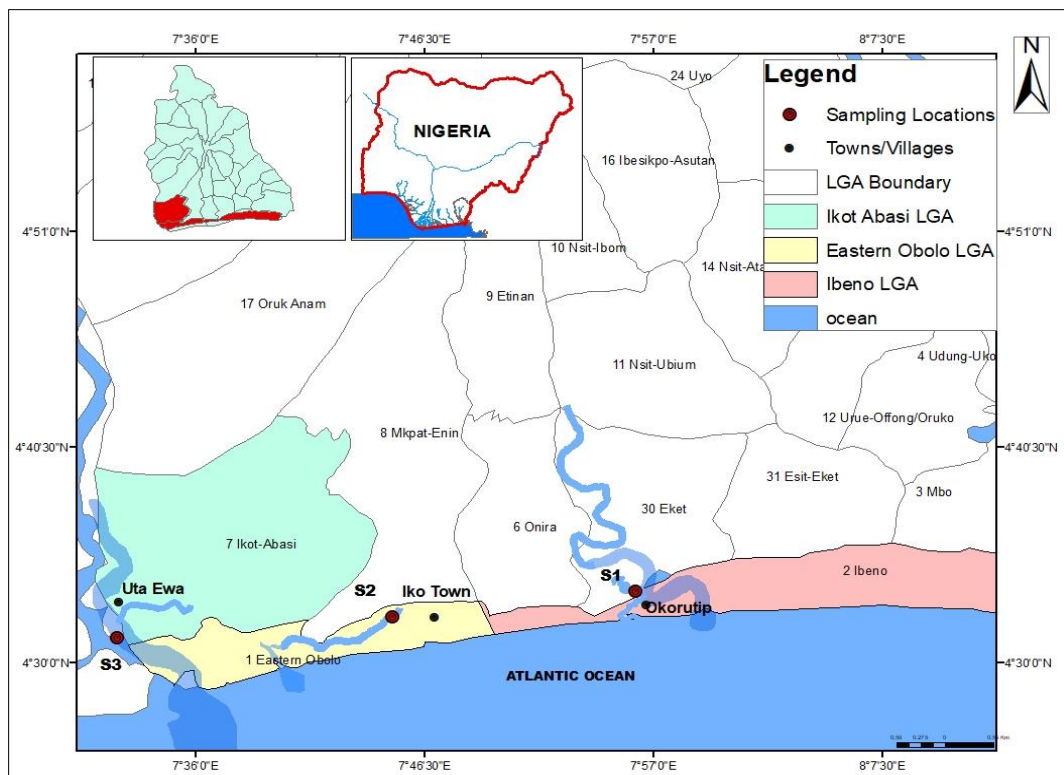 7°36'0"E
7°46'30"E
7°57'0"E
8°7'30"E
N
24 Uyo
Legend
Sampling Locations
Towns/Villages
LGA Boundary
Ikot Abasi LGA
Eastern Obolo LGA
Ibeno LGA
ocean
NIGERIA
16 Ibesikpo-Asutan
4°51'0"N
4°51'0"N
10 Nsit-Ibom
14 Nsit-Ata
17 Oruk Anam
9 Etinan
11 Nsit-Ubium
4 Udung-Uko
12 Urue-Offong/Oruko
8 Mkpat-Enin
4°40'30"N
4°40'30"N
31 Esit-Eket
3 Mbo
30 Eket
6 Onira
7 Ikot-Abasi
2 Ibeno
S1
S2
Uta Ewa
Iko Town
Okorutip
S3
1 Eastern Obolo
4°30'0"N
4°30'0"N
ATLANTIC OCEAN
7°36'0"E
7°46'30"E
7°57'0"E
8°7'30"E